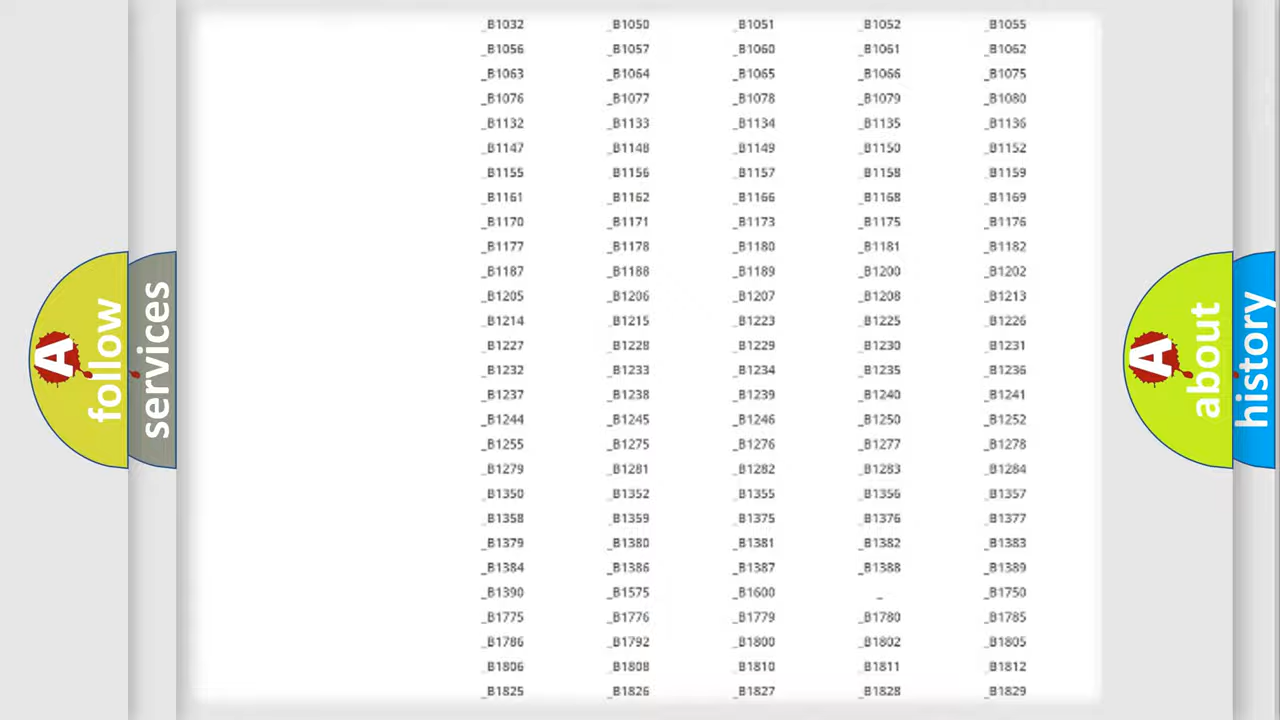 _B1032 _B1050 _B1051 _B1052 _B1055
_B1056 _B1057 _B1060 _B1061 _B1062
_B1063 _B1064 _B1065 _B1066 _B1075
_B1076 _B1077 _B1078 _B1079 _B1080
_B1132 _B1133 _B1134 _B1135 _B1136
_B1147 _B1148 _B1149 _B1150 _B1152
_B1155 _B1156 _B1157 _B1158 _B1159
_B1161 _B1162 _B1166 _B1168 _B1169
_B1170 _B1171 _B1173 _B1175 _B1176
_B1177 _B1178 _B1180 _B1181 _B1182
_B1187 _B1188 _B1189 _B1200 _B1202
_B1205 _B1206 _B1207 _B1208 _B1213
_B1214 _B1215 _B1223 _B1225 _B1226
_B1227 _B1228 _B1229 _B1230 _B1231
_B1232 _B1233 _B1234 _B1235 _B1236
_B1237 _B1238 _B1239 _B1240 _B1241
_B1244 _B1245 _B1246 _B1250 _B1252
_B1255 _B1275 _B1276 _B1277 _B1278
_B1279 _B1281 _B1282 _B1283 _B1284
_B1350 _B1352 _B1355 _B1356 _B1357
_B1358 _B1359 _B1375 _B1376 _B1377
_B1379 _B1380 _B1381 _B1382 _B1383
_B1384 _B1386 _B1387 _B1388 _B1389
_B1390 _B1575 _B1600 _ _B1750
_B1775 _B1776 _B1779 _B1780 _B1785
_B1786 _B1792 _B1800 _B1802 _B1805
_B1806 _B1808 _B1810 _B1811 _B1812
_B1825 _B1826 _B1827 _B1828 _B1829
A
follow
services
A
about
history